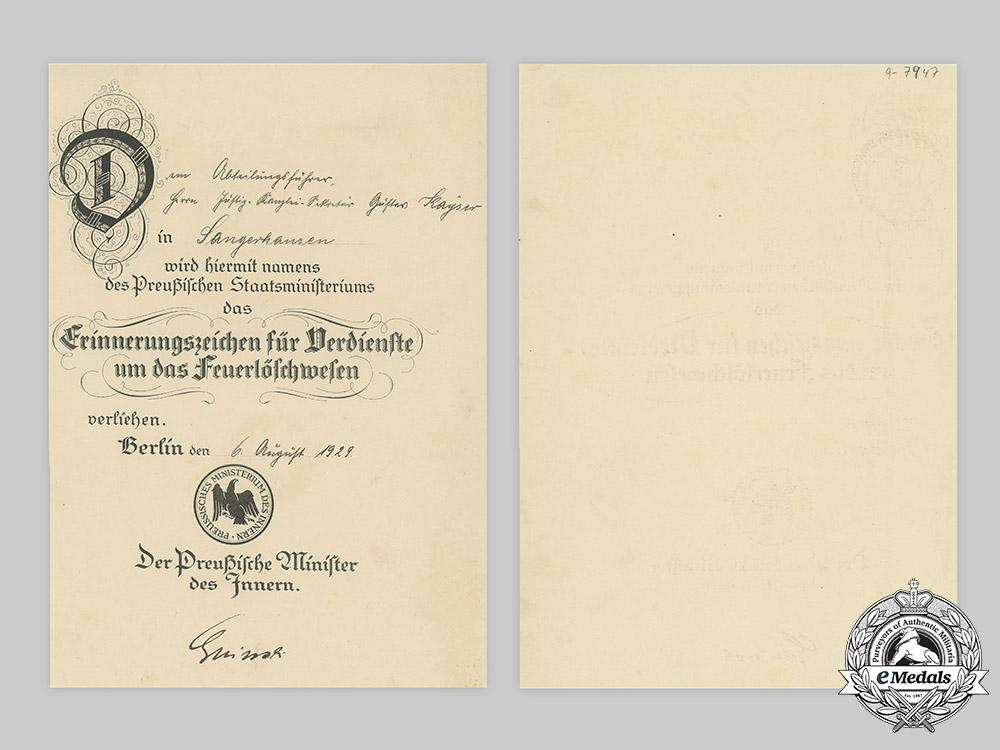 Dem Abteilungsführer,
Herrn Justiz-Kanzlei-Sekretär Gustav Kayser
in Sangerhausen
wird hiermit namens
des Preußischen Staatsministeriums
das
Erinnerungszeichen für Verdienste
um das Feuerlöschwesen
verliehen.
Berlin den 6. August 1929.
PREUSSISCHES MINISTERIUM DES INNERN
Der Preußische Minister
des Innern.
9-7947
Purveyors of Authentic Militaria
eMedals
Est. 1967